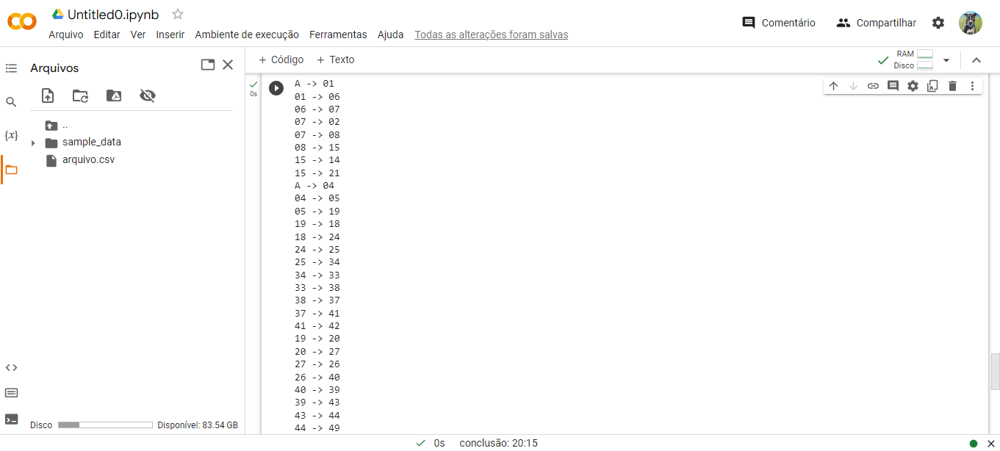 Untitled0.ipynb
Arquivo Editar Ver Inserir Ambiente de execução Ferramentas Ajuda Todas as alterações foram salvas
Comentário Compartilhar
Arquivos
..
sample_data
arquivo.csv
{x}
<>
Disco Disponível: 83.54 GB
+ Código + Texto
RAM
Disco
0s
A -> 01
01 -> 06
06 -> 07
07 -> 02
07 -> 08
08 -> 15
15 -> 14
15 -> 21
A -> 04
04 -> 05
05 -> 19
19 -> 18
18 -> 24
24 -> 25
25 -> 34
34 -> 33
33 -> 38
38 -> 37
37 -> 41
41 -> 42
19 -> 20
20 -> 27
27 -> 26
26 -> 40
40 -> 39
39 -> 43
43 -> 44
44 -> 49
0s conclusão: 20:15